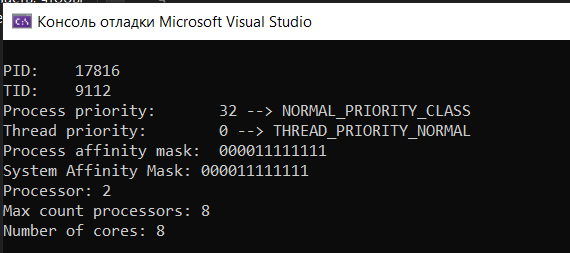 Консоль отладки Microsoft Visual Studio
PID:    17816
TID:    9112
Process priority:       32 --> NORMAL_PRIORITY_CLASS
Thread priority:        0 --> THREAD_PRIORITY_NORMAL
Process affinity mask:  000011111111
System Affinity Mask: 000011111111
Processor: 2
Max count processors: 8
Number of cores: 8